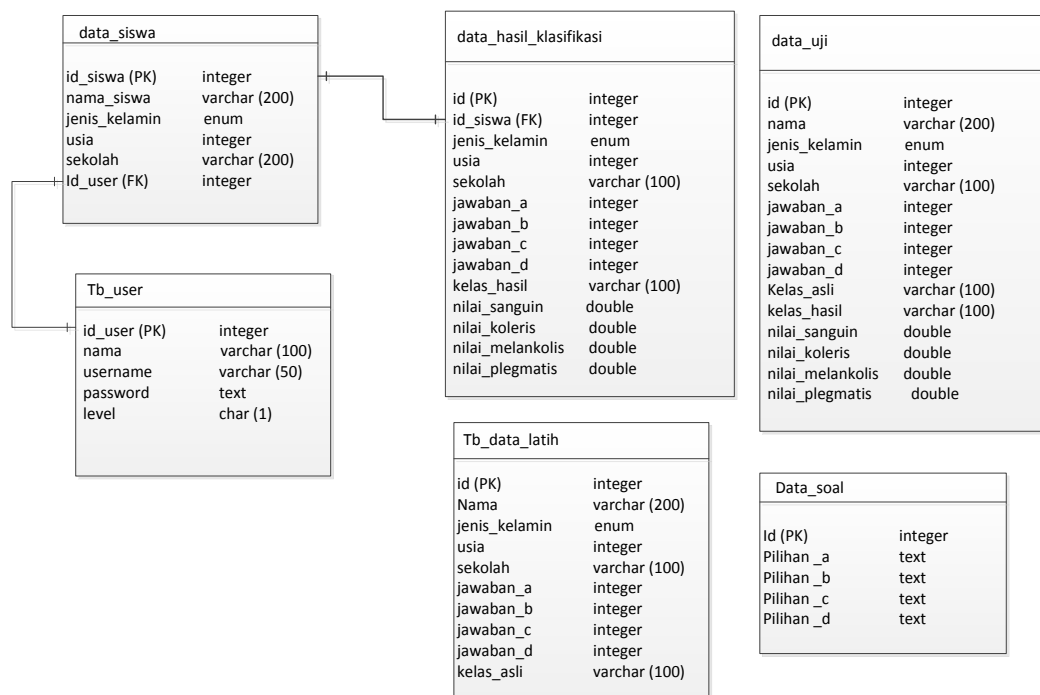 data_siswa
id_siswa (PK) integer
nama_siswa varchar (200)
jenis_kelamin enum
usia integer
sekolah varchar (200)
Id_user (FK) integer
Tb_user
id_user (PK) integer
nama varchar (100)
username varchar (50)
password text
level char (1)
data_hasil_klasifikasi
id (PK) integer
id_siswa (FK) integer
jenis_kelamin enum
usia integer
sekolah varchar (100)
jawaban_a integer
jawaban_b integer
jawaban_c integer
jawaban_d integer
kelas_hasil varchar (100)
nilai_sanguin double
nilai_koleris double
nilai_melankolis double
nilai_plegmatis double
Tb_data_latih
id (PK) integer
Nama varchar (200)
jenis_kelamin enum
usia integer
sekolah varchar (100)
jawaban_a integer
jawaban_b integer
jawaban_c integer
jawaban_d integer
kelas_asli varchar (100)
data_uji
id (PK) integer
nama varchar (200)
jenis_kelamin enum
usia integer
sekolah varchar (100)
jawaban_a integer
jawaban_b integer
jawaban_c integer
jawaban_d integer
Kelas_asli varchar (100)
kelas_hasil varchar (100)
nilai_sanguin double
nilai_koleris double
nilai_melankolis double
nilai_plegmatis double
Data_soal
Id (PK) integer
Pilihan _a text
Pilihan _b text
Pilihan _c text
Pilihan _d text